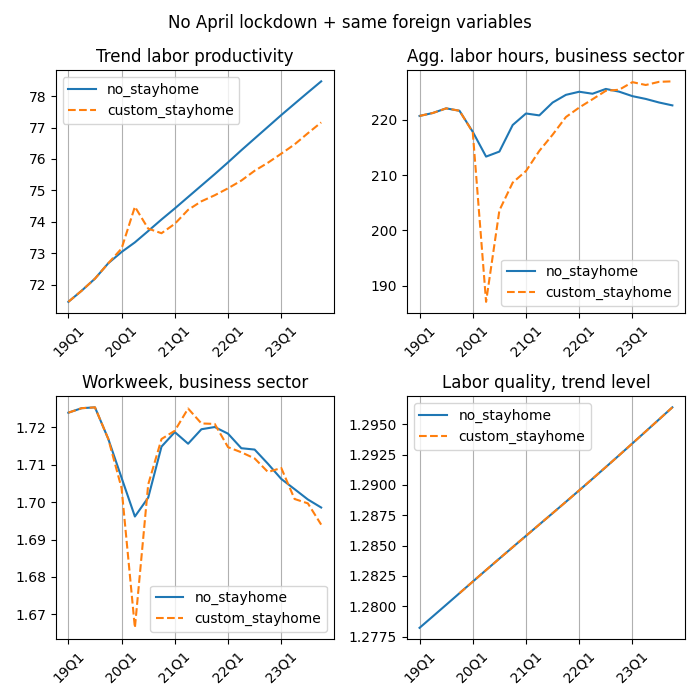 No April lockdown + same foreign variables
Trend labor productivity
78
77
76
75
74
73
72
no_stayhome
custom_stayhome
19Q1
20Q1
21Q1
22Q1
23Q1
Agg. labor hours, business sector
220
210
200
190
no_stayhome
custom_stayhome
19Q1
20Q1
21Q1
22Q1
23Q1
Workweek, business sector
1.72
1.71
1.70
1.69
1.68
1.67
no_stayhome
custom_stayhome
19Q1
20Q1
21Q1
22Q1
23Q1
Labor quality, trend level
1.2950
1.2925
1.2900
1.2875
1.2850
1.2825
1.2800
1.2775
no_stayhome
custom_stayhome
19Q1
20Q1
21Q1
22Q1
23Q1